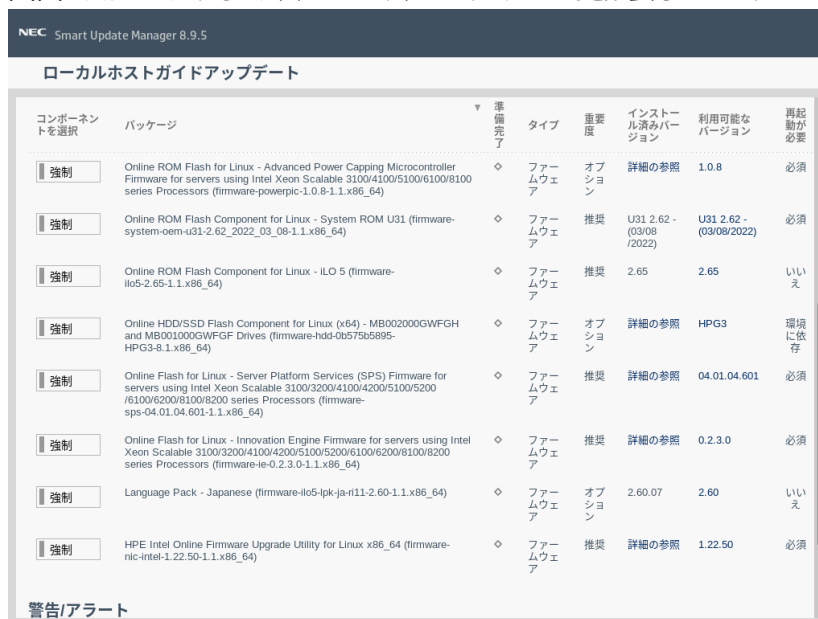 NEC Smart Update Manager 8.9.5
ローカルホストガイドアップデート
コンポーネン
トを選択
パッケージ
▼
準
備
完
了
タイプ
重要
度
インストー
ル済みバー
ジョン
利用可能な
バージョン
再起
動が
必要
強制
Online ROM Flash for Linux - Advanced Power Capping Microcontroller
Firmware for servers using Intel Xeon Scalable 3100/4100/5100/6100/8100
series Processors (firmware-powerpic-1.0.8-1.1.x86_64)
ファー
ムウェ
ア
オプ
ショ
ン
詳細の参照
1.0.8
必須
強制
Online ROM Flash Component for Linux - System ROM U31 (firmware-
system-oem-u31-2.62_2022_03_08-1.1.x86_64)
ファー
ムウェ
ア
推奨
U31 2.62 -
(03/08
/2022)
U31 2.62 -
(03/08/2022)
必須
強制
Online ROM Flash Component for Linux - iLO 5 (firmware-
ilo5-2.65-1.1.x86_64)
ファー
ムウェ
ア
推奨
2.65
2.65
いい
え
強制
Online HDD/SSD Flash Component for Linux (x64) - MB002000GWFGH
and MB001000GWFGF Drives (firmware-hdd-0b575b5895-
HPG3-8.1.x86_64)
ファー
ムウェ
ア
オプ
ショ
ン
詳細の参照
HPG3
環境
に依
存
強制
Online Flash for Linux - Server Platform Services (SPS) Firmware for
servers using Intel Xeon Scalable 3100/3200/4100/4200/5100/5200
/6100/6200/8100/8200 series Processors (firmware-
sps-04.01.04.601-1.1.x86_64)
ファー
ムウェ
ア
推奨
詳細の参照
04.01.04.601
必須
強制
Online Flash for Linux - Innovation Engine Firmware for servers using Intel
Xeon Scalable 3100/3200/4100/4200/5100/5200/6100/6200/8100/8200
series Processors (firmware-ie-0.2.3.0-1.1.x86_64)
ファー
ムウェ
ア
推奨
詳細の参照
0.2.3.0
必須
強制
Language Pack - Japanese (firmware-ilo5-lpk-ja-ri11-2.60-1.1.x86_64)
ファー
ムウェ
ア
オプ
ショ
ン
2.60.07
2.60
いい
え
強制
HPE Intel Online Firmware Upgrade Utility for Linux x86_64 (firmware-
nic-intel-1.22.50-1.1.x86_64)
ファー
ムウェ
ア
推奨
詳細の参照
1.22.50
必須
警告/アラート